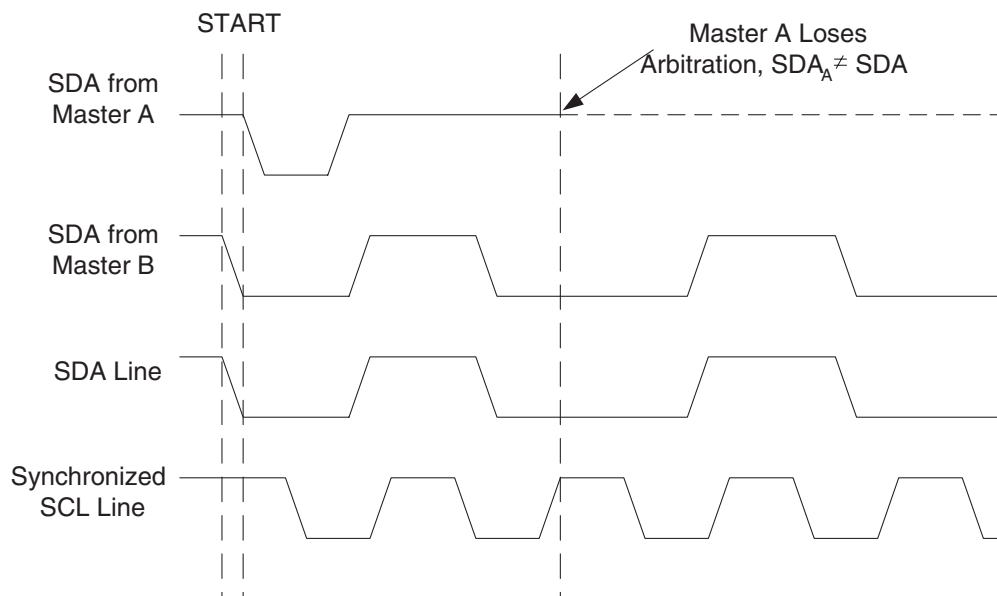 START
Master A Loses
Arbitration, SDA_A ≠ SDA
SDA from
Master A
SDA from
Master B
SDA Line
Synchronized
SCL Line